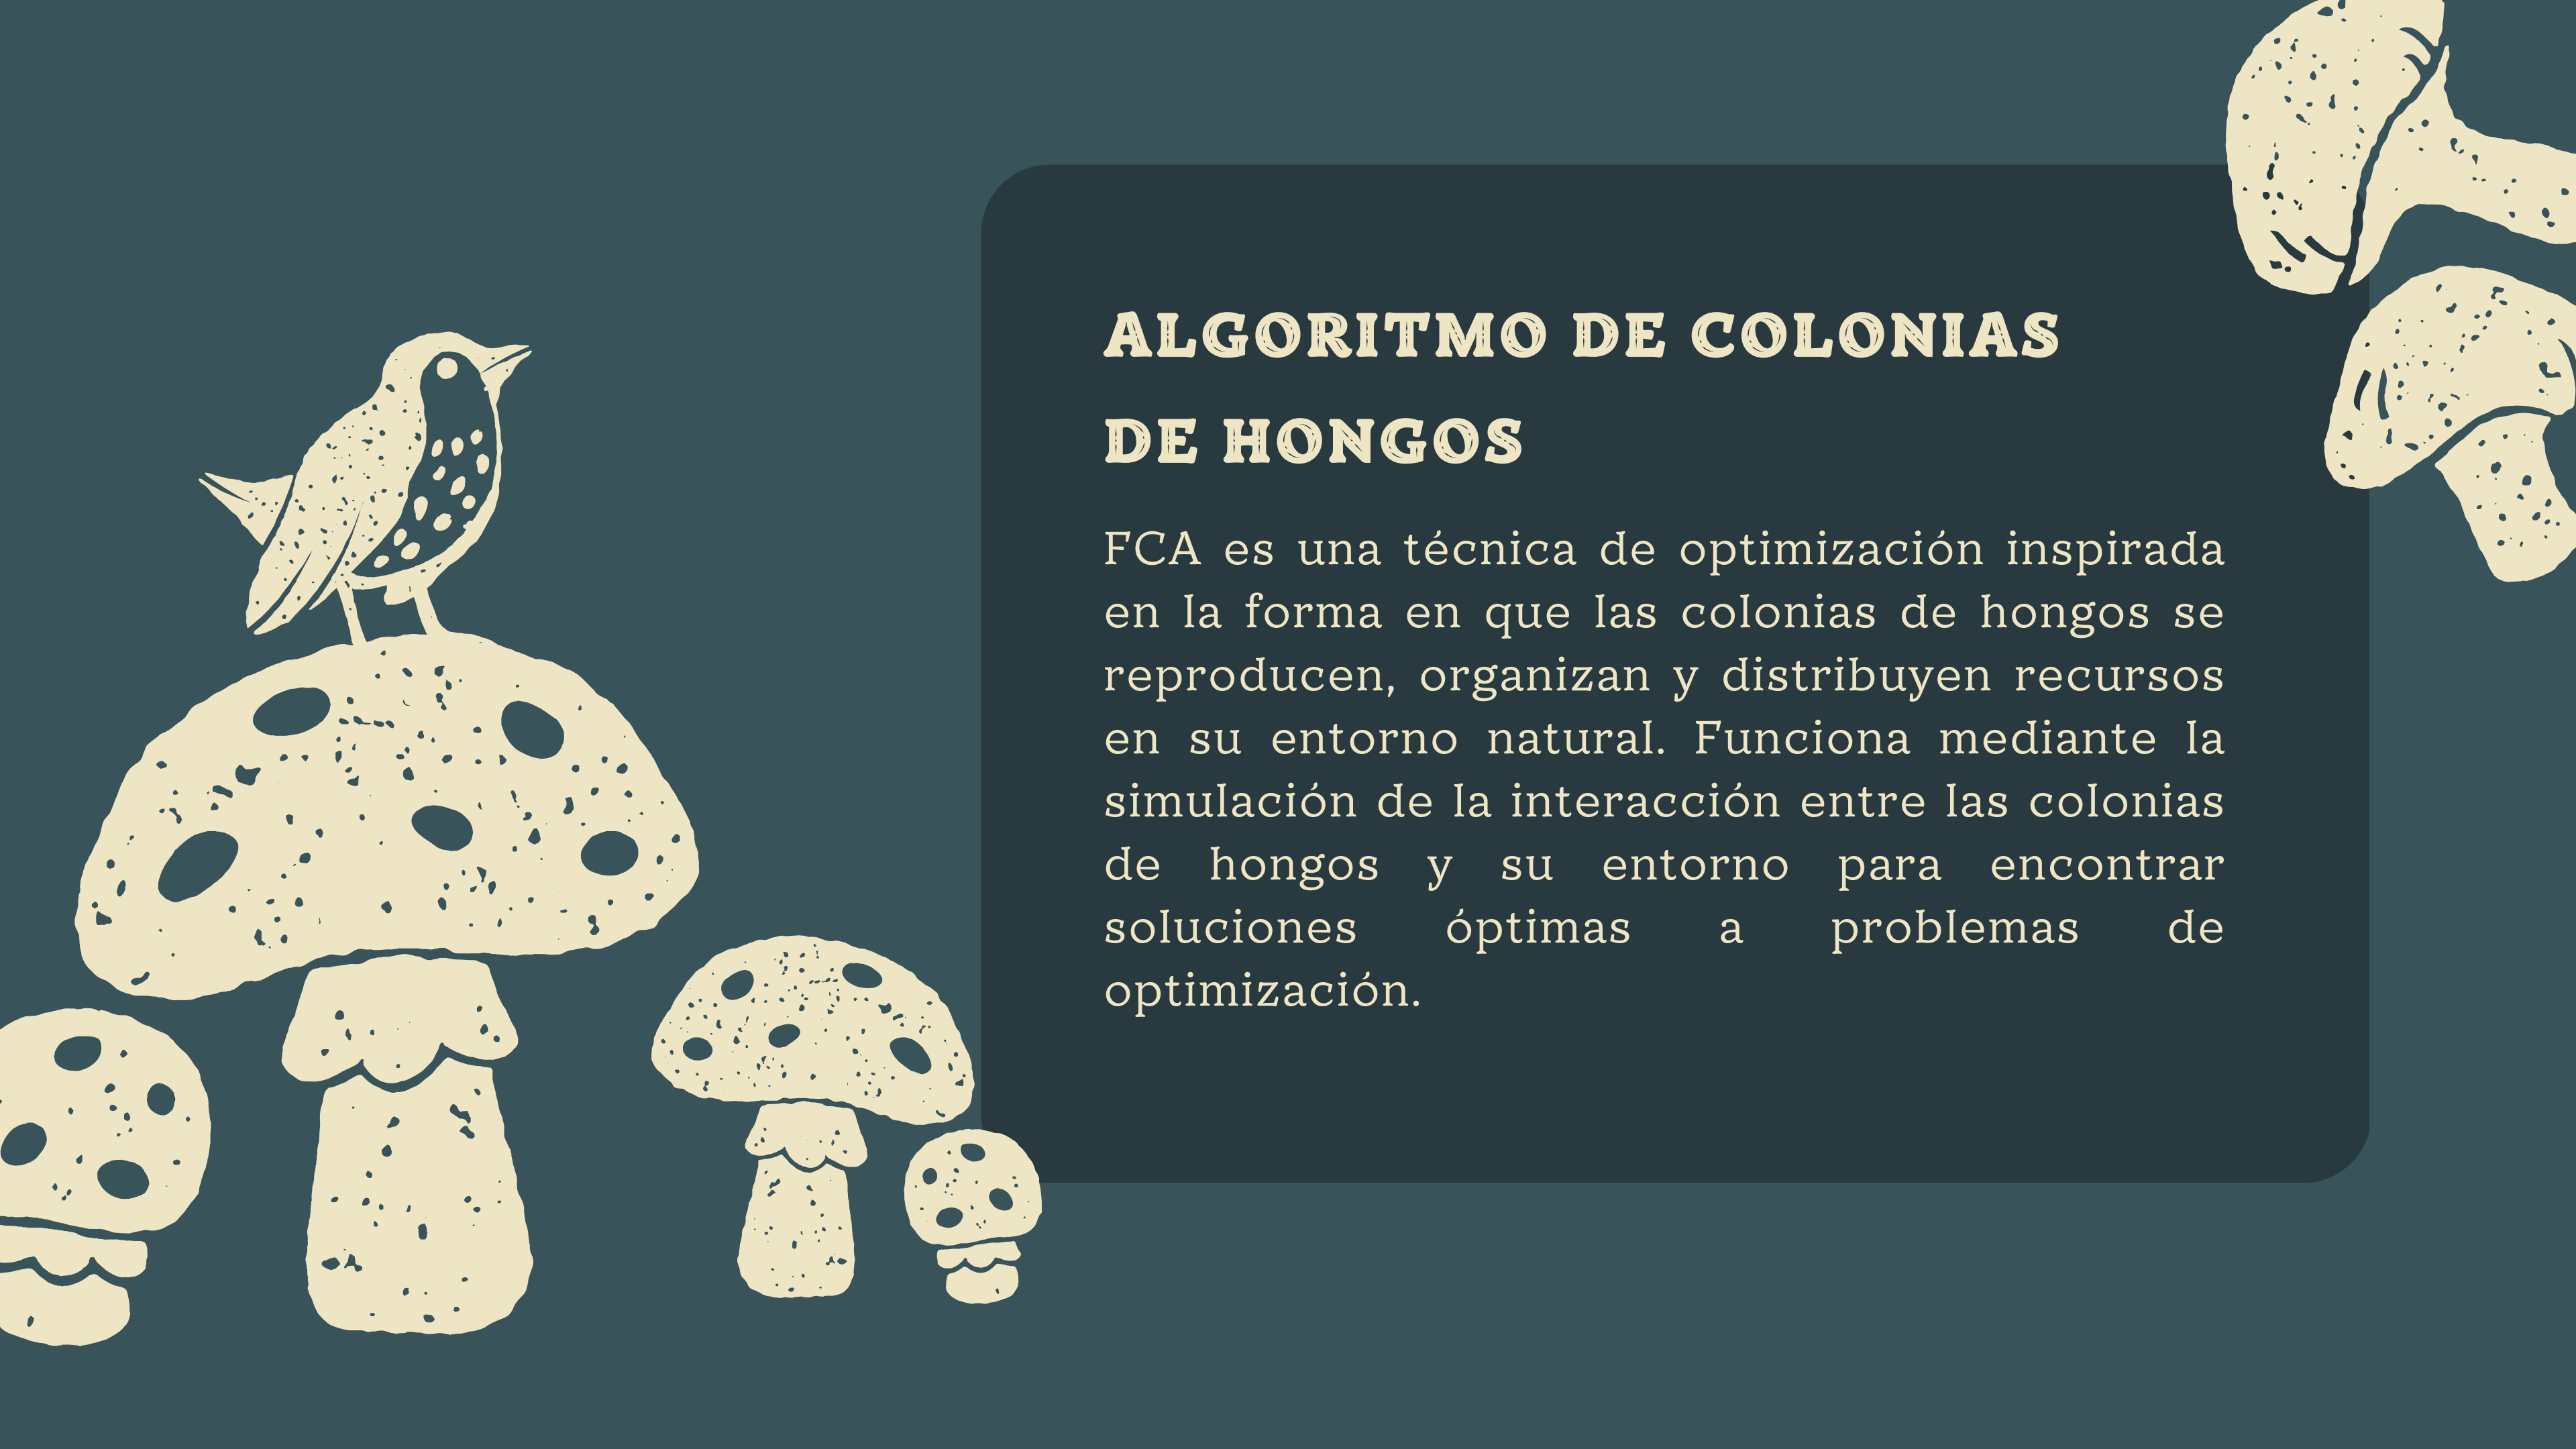 ALGORITMO DE COLONIAS
DE HONGOS
FCA es una técnica de optimización inspirada
en la forma en que las colonias de hongos se
reproducen, organizan y distribuyen recursos
en su entorno natural. Funciona mediante la
simulación de la interacción entre las colonias
de hongos y su entorno para encontrar
soluciones óptimas a problemas de
optimización.